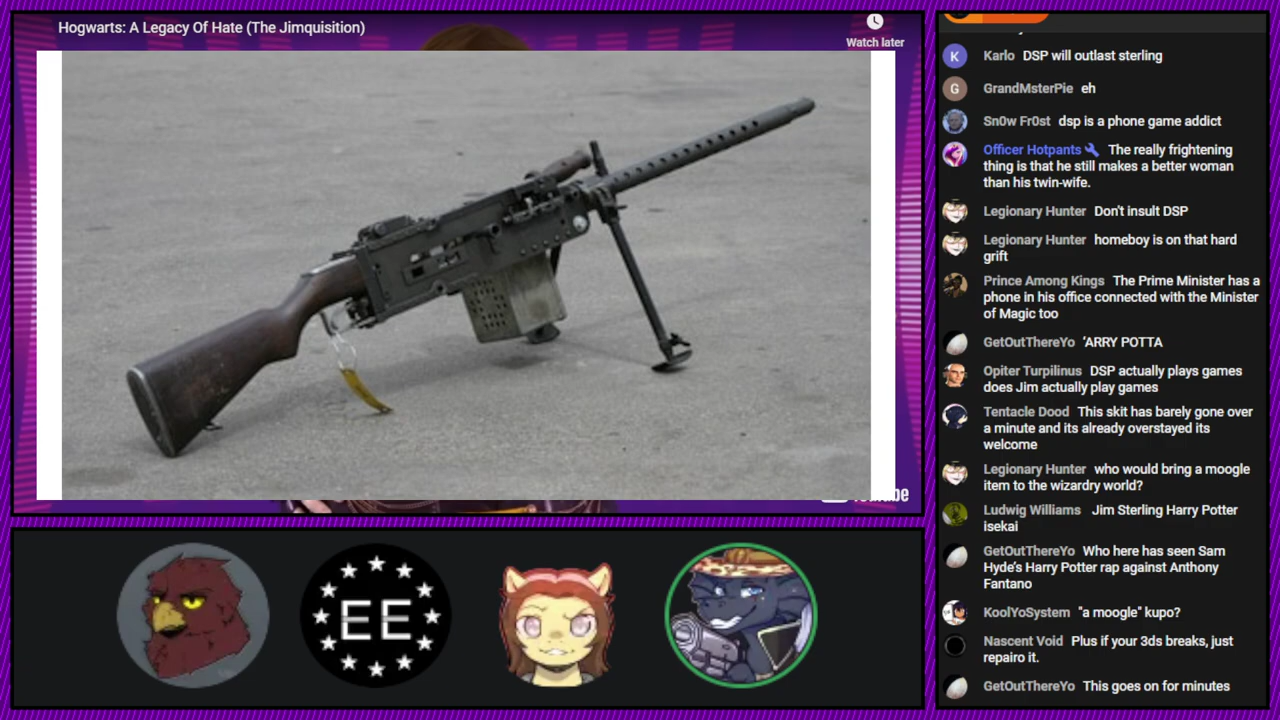 Hogwarts: A Legacy Of Hate (The Jimquisition)
Watch later
EE
K
Karlo DSP will outlast sterling
G
GrandMsterPie eh
Sn0w Fr0st dsp is a phone game addict
Officer Hotpants The really frightening
thing is that he still makes a better woman
than his twin-wife.
Legionary Hunter Don't insult DSP
Legionary Hunter homeboy is on that hard
grift
Prince Among Kings The Prime Minister has a
phone in his office connected with the Minister
of Magic too
GetOutThereYo 'ARRY POTTA
Opiter Turpilinus DSP actually plays games
does Jim actually play games
Tentacle Dood This skit has barely gone over
a minute and its already overstayed its
welcome
Legionary Hunter who would bring a moogle
item to the wizardry world?
Ludwig Williams Jim Sterling Harry Potter
isekai
GetOutThereYo Who here has seen Sam
Hyde's Harry Potter rap against Anthony
Fantano
KoolYoSystem "a moogle" kupo?
Nascent Void Plus if your 3ds breaks, just
repairo it.
GetOutThereYo This goes on for minutes